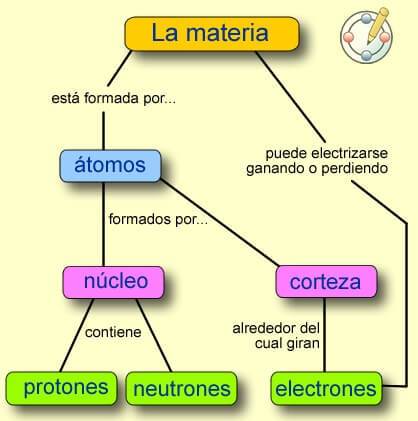 La materia
está formada por...
puede electrizarse
ganando o perdiendo
átomos
formados por...
núcleo
corteza
contiene
alrededor del
cual giran
protones
neutrones
electrones